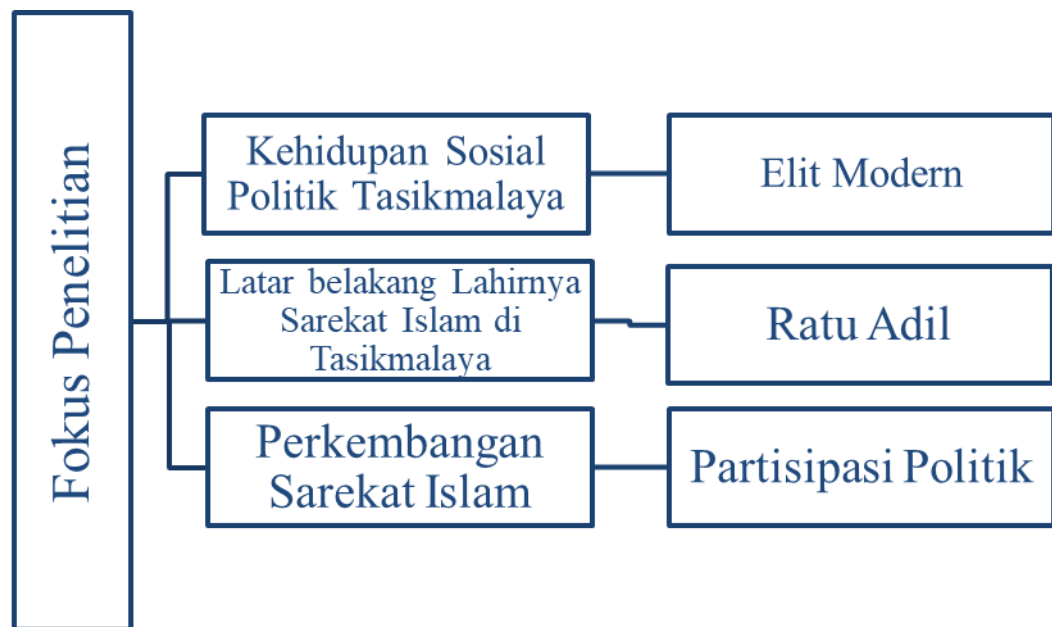 Fokus Penelitian
Kehidupan Sosial
Politik Tasikmalaya
Elit Modern
Latar belakang Lahirnya
Sarekat Islam di
Tasikmalaya
Ratu Adil
Perkembangan
Sarekat Islam
Partisipasi Politik